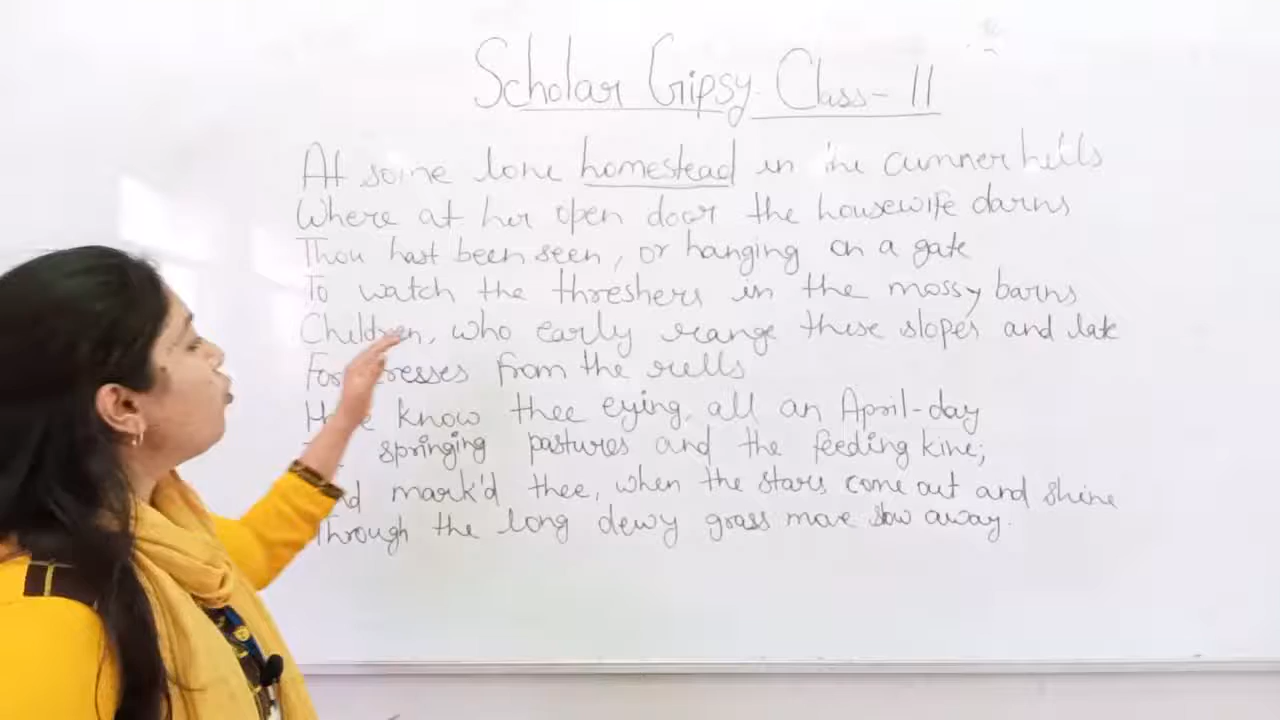 Scholar Gipsy Class- 11
At some lone homestead in the cumner hills
Where at her open door the housewife darns
Thou hast been seen, or hanging on a gate
To watch the threshers in the mossy barns
Children, who early range these slopes and late
For cresses from the rills
Have know thee eying, all an April-day
springing pastures and the feeding kine;
And mark'd thee, when the stars come out and shine
Through the long dewy grass move slow away.